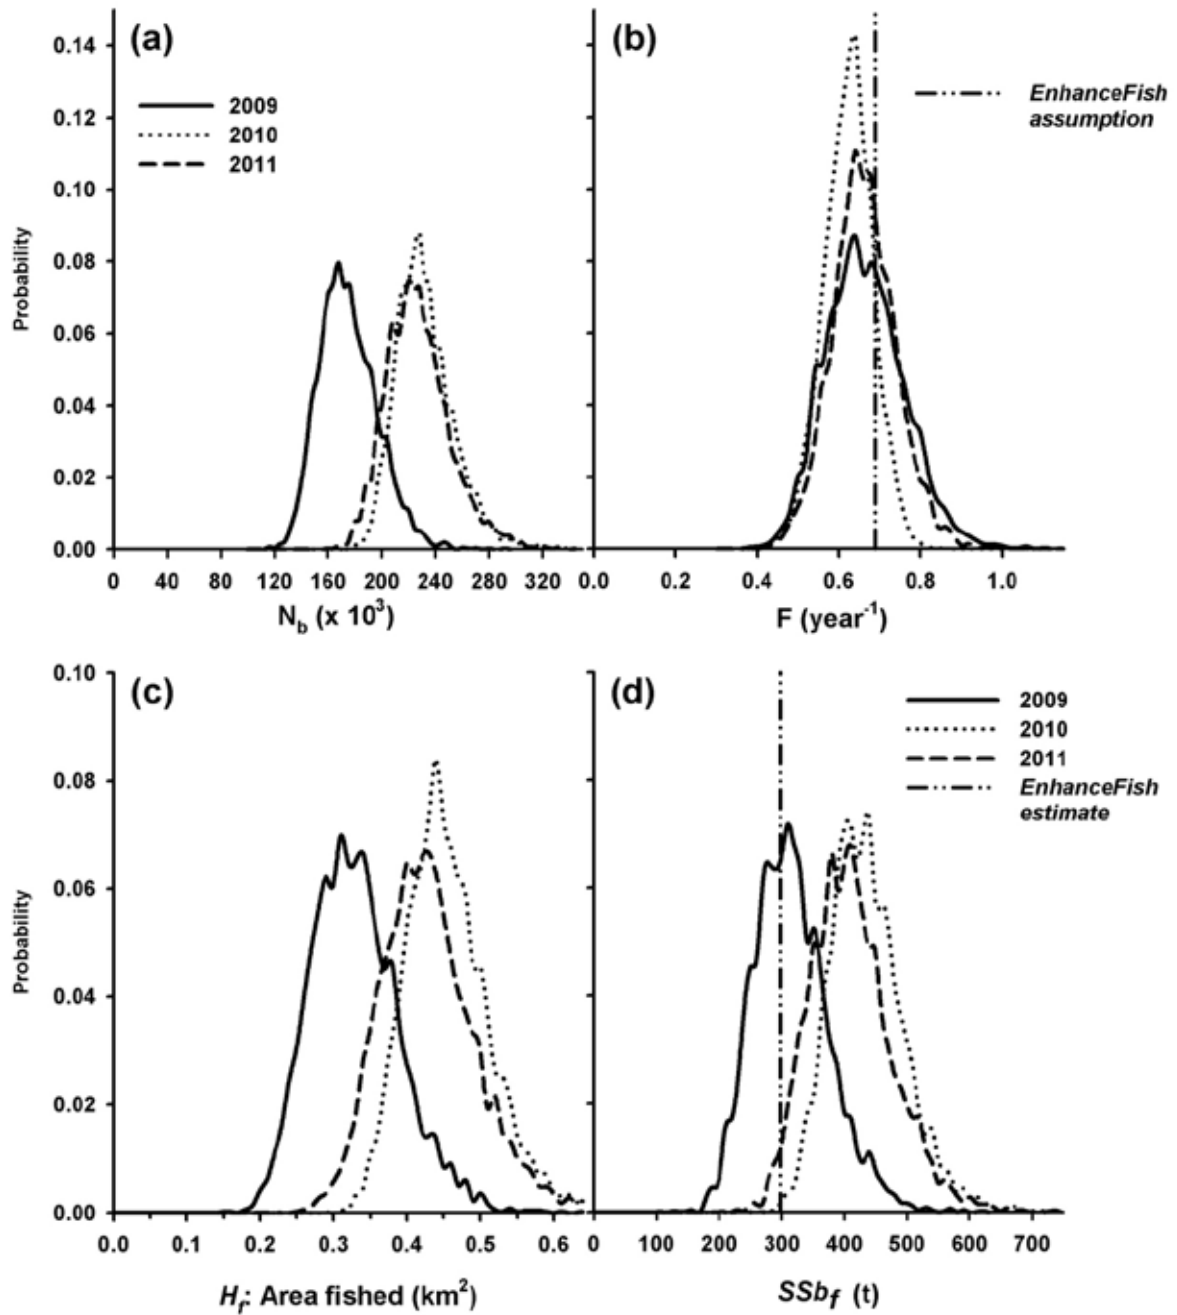 (a)
(b)
0.14
0.12
0.10
0.08
0.06
0.04
0.02
0.00
Probability
2009
2010
2011
EnhanceFish
assumption
0 40 80 120 160 200 240 280 320
N_b (x 10³)
0.0 0.2 0.4 0.6 0.8 1.0
F (year⁻¹)
(c)
(d)
0.10
0.08
0.06
0.04
0.02
0.00
Probability
2009
2010
2011
EnhanceFish
estimate
0.0 0.1 0.2 0.3 0.4 0.5 0.6
H_f: Area fished (km²)
0 100 200 300 400 500 600 700
SSb_f (t)